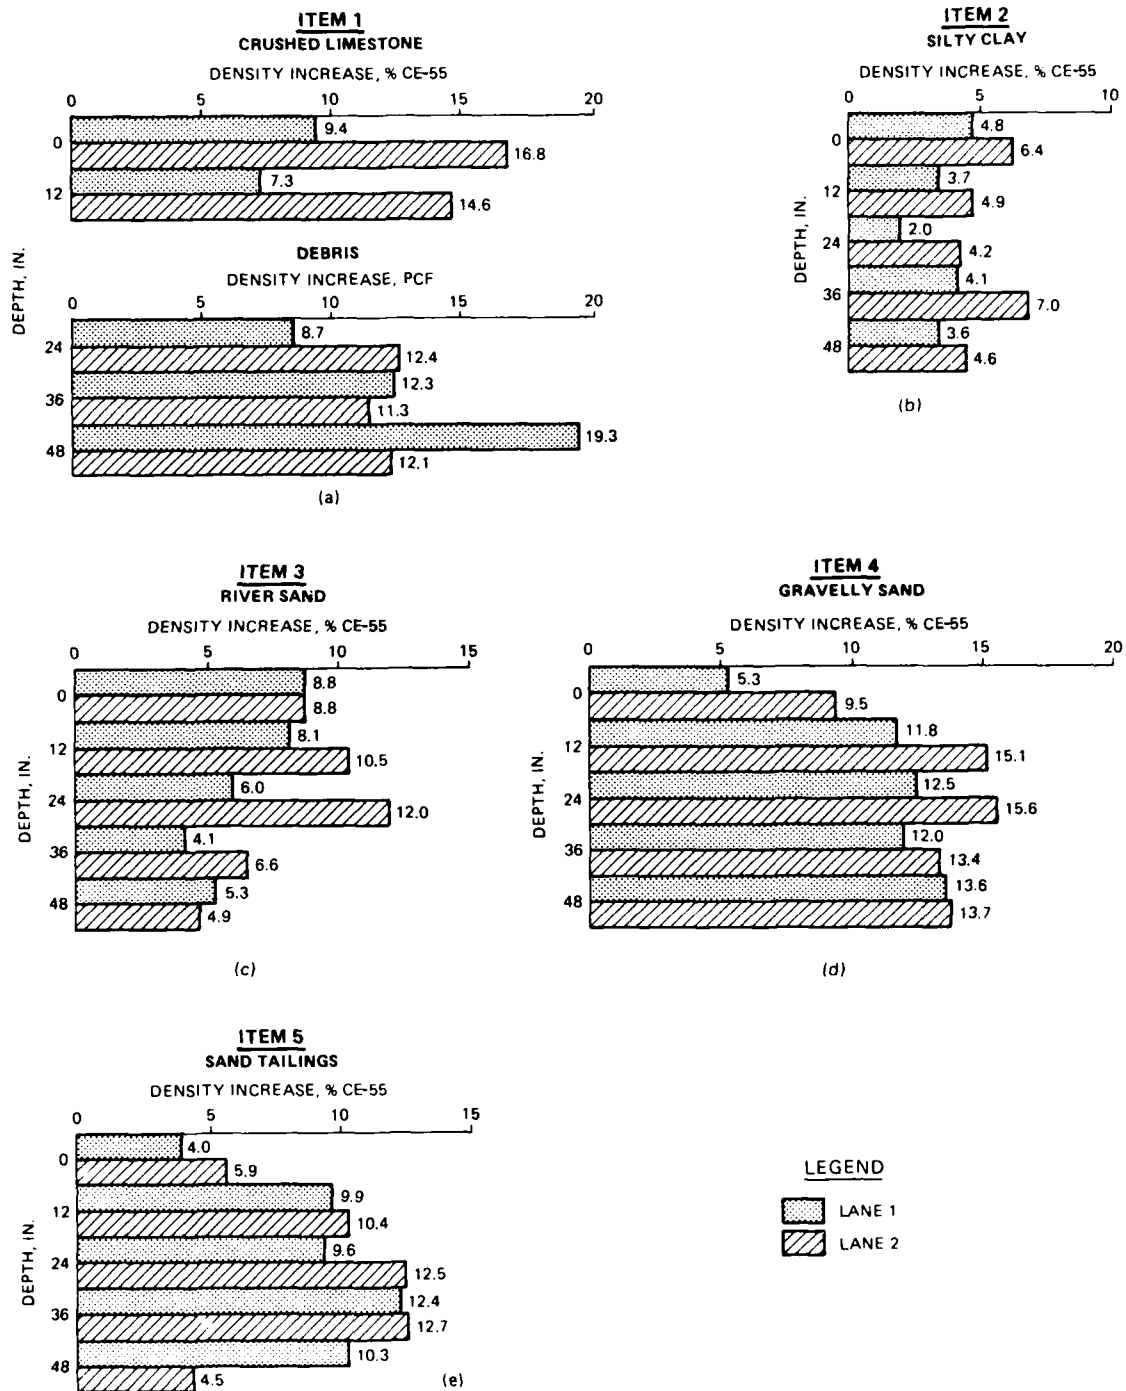 ITEM 1
CRUSHED LIMESTONE
DENSITY INCREASE, % CE-55
0 5 10 15 20
9.4
0
16.8
7.3
12
14.6
DEPTH, IN.
DEBRIS
DENSITY INCREASE, PCF
0 5 10 15 20
8.7
24
12.4
12.3
36
11.3
19.3
48
12.1
(a)
ITEM 2
SILTY CLAY
DENSITY INCREASE, % CE-55
0 5 10
4.8
0
6.4
3.7
12
4.9
DEPTH, IN.
2.0
24
4.2
4.1
36
7.0
3.6
48
4.6
(b)
ITEM 3
RIVER SAND
DENSITY INCREASE, % CE-55
0 5 10 15
8.8
0
8.8
8.1
12
10.5
DEPTH, IN.
6.0
24
12.0
4.1
36
6.6
5.3
48
4.9
(c)
ITEM 4
GRAVELLY SAND
DENSITY INCREASE, % CE-55
0 5 10 15 20
5.3
0
9.5
11.8
12
15.1
DEPTH, IN.
12.5
24
15.6
12.0
36
13.4
13.6
48
13.7
(d)
ITEM 5
SAND TAILINGS
DENSITY INCREASE, % CE-55
0 5 10 15
4.0
0
5.9
9.9
12
10.4
DEPTH, IN.
9.6
24
12.5
12.4
36
12.7
10.3
48
4.5
(e)
LEGEND
LANE 1
LANE 2